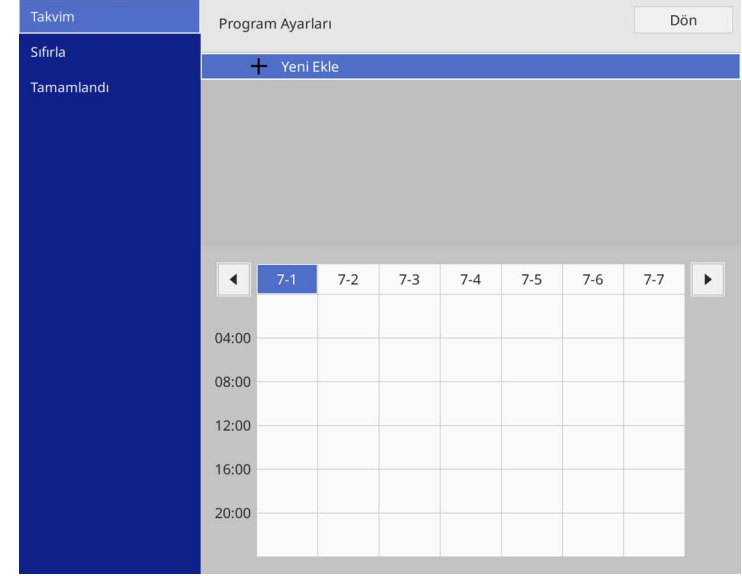 Takvim
Sıfırla
Tamamlandı
Program Ayarları
Dön
Yeni Ekle
7-1 7-2 7-3 7-4 7-5 7-6 7-7
04:00
08:00
12:00
16:00
20:00